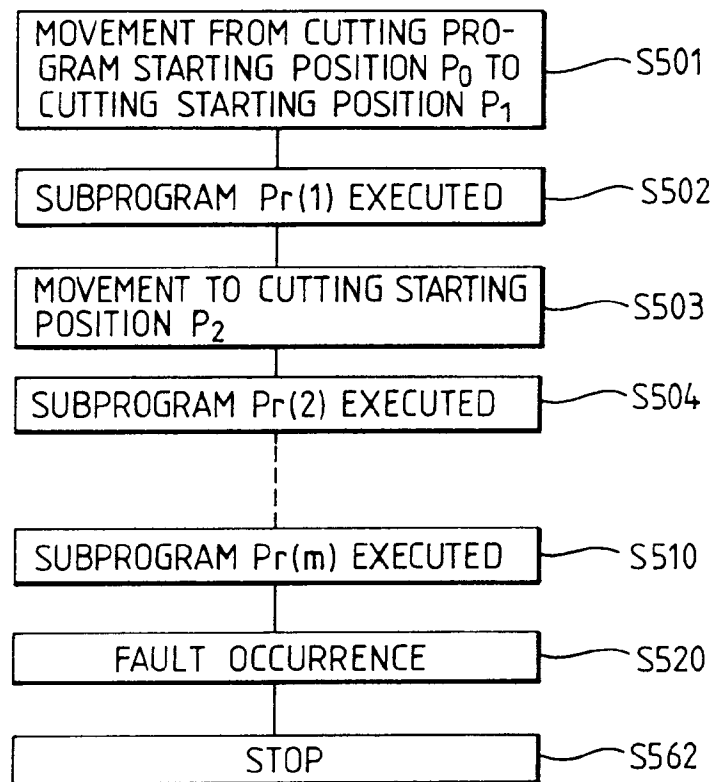 MOVEMENT FROM CUTTING PRO-
GRAM STARTING POSITION P₀ TO
CUTTING STARTING POSITION P₁
S501
SUBPROGRAM Pr(1) EXECUTED
S502
MOVEMENT TO CUTTING STARTING
POSITION P₂
S503
SUBPROGRAM Pr(2) EXECUTED
S504
SUBPROGRAM Pr(m) EXECUTED
S510
FAULT OCCURRENCE
S520
STOP
S562